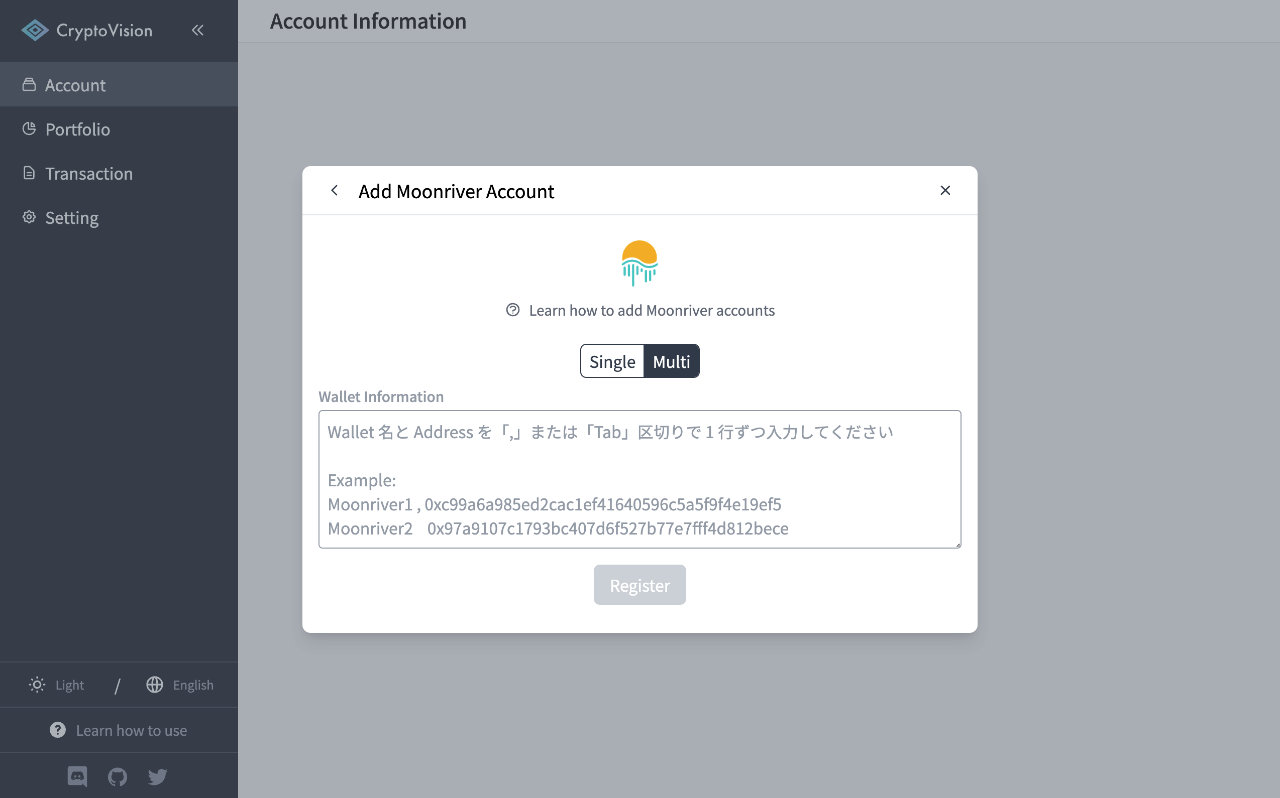 CryptoVision
Account Information
Account
Portfolio
Transaction
Setting
Add Moonriver Account
Learn how to add Moonriver accounts
Single
Multi
Wallet Information
Wallet 名と Address を「,」または「Tab」区切りで 1 行ずつ入力してください
Example:
Moonriver1 , 0xc99a6a985ed2cac1ef41640596c5a5f9f4e19ef5
Moonriver2 0x97a9107c1793bc407d6f527b77e7fff4d812bece
Register
Light / English
Learn how to use